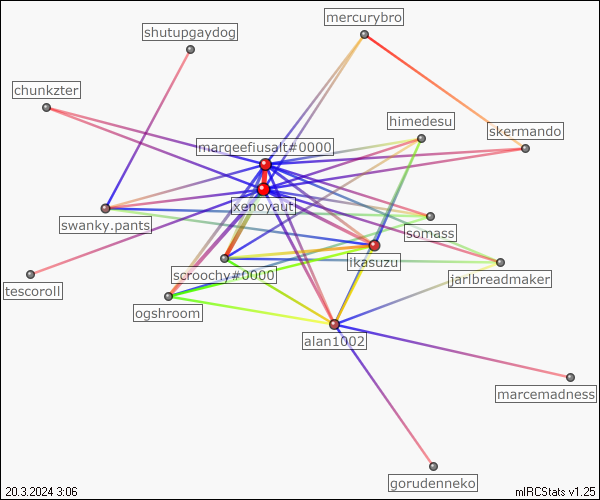 mercurybro
shutupgaydog
chunkzter
himedesu
skermando
marqeefiusalt#0000
xenoyaut
swanky.pants
somass
ikasuzu
scroochy#0000
jarlbreadmaker
tescoroll
ogshroom
alan1002
marcemadness
gorudenneko
20.3.2024 3:06
mIRCStats v1.25